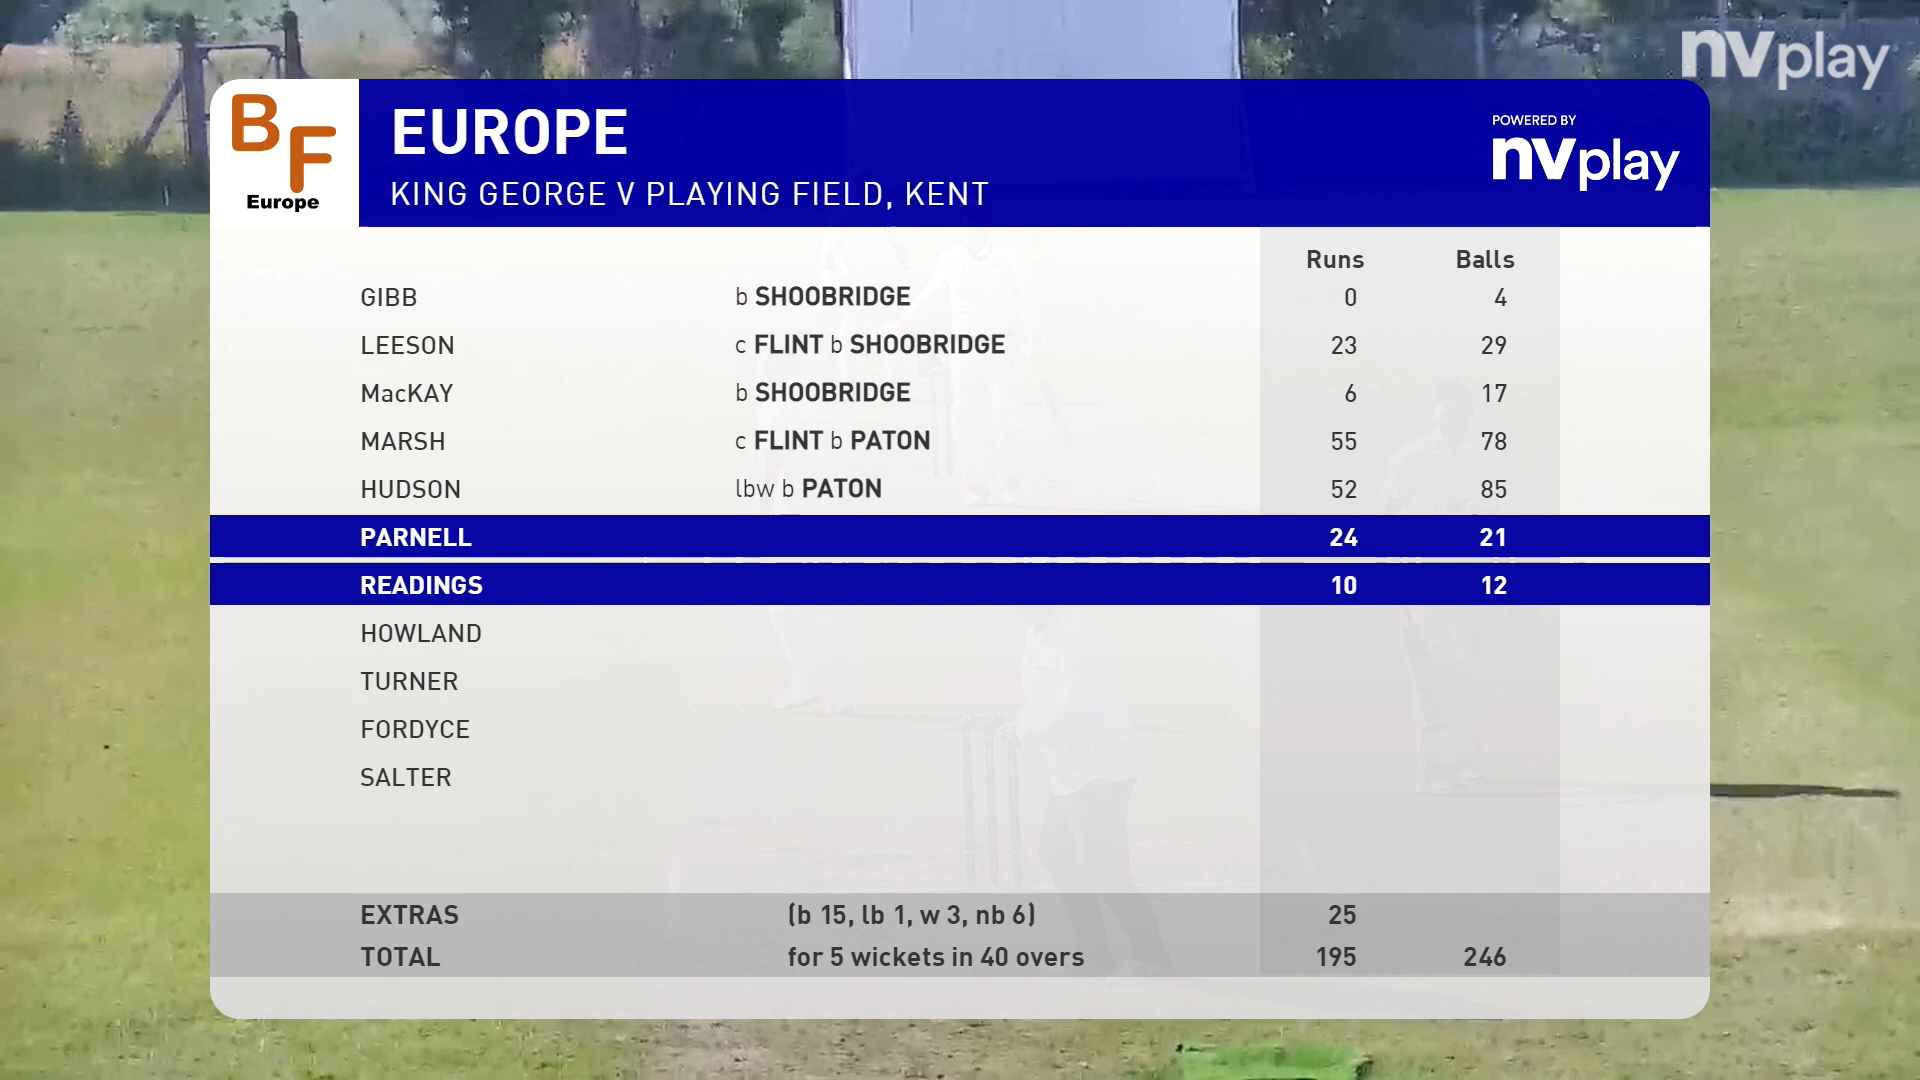 nvplay
BF
Europe
EUROPE
KING GEORGE V PLAYING FIELD, KENT
POWERED BY
nvplay
Runs Balls
GIBB b SHOOBRIDGE 0 4
LEESON c FLINT b SHOOBRIDGE 23 29
MacKAY b SHOOBRIDGE 6 17
MARSH c FLINT b PATON 55 78
HUDSON lbw b PATON 52 85
PARNELL 24 21
READINGS 10 12
HOWLAND
TURNER
FORDYCE
SALTER
EXTRAS (b 15, lb 1, w 3, nb 6) 25
TOTAL for 5 wickets in 40 overs 195 246